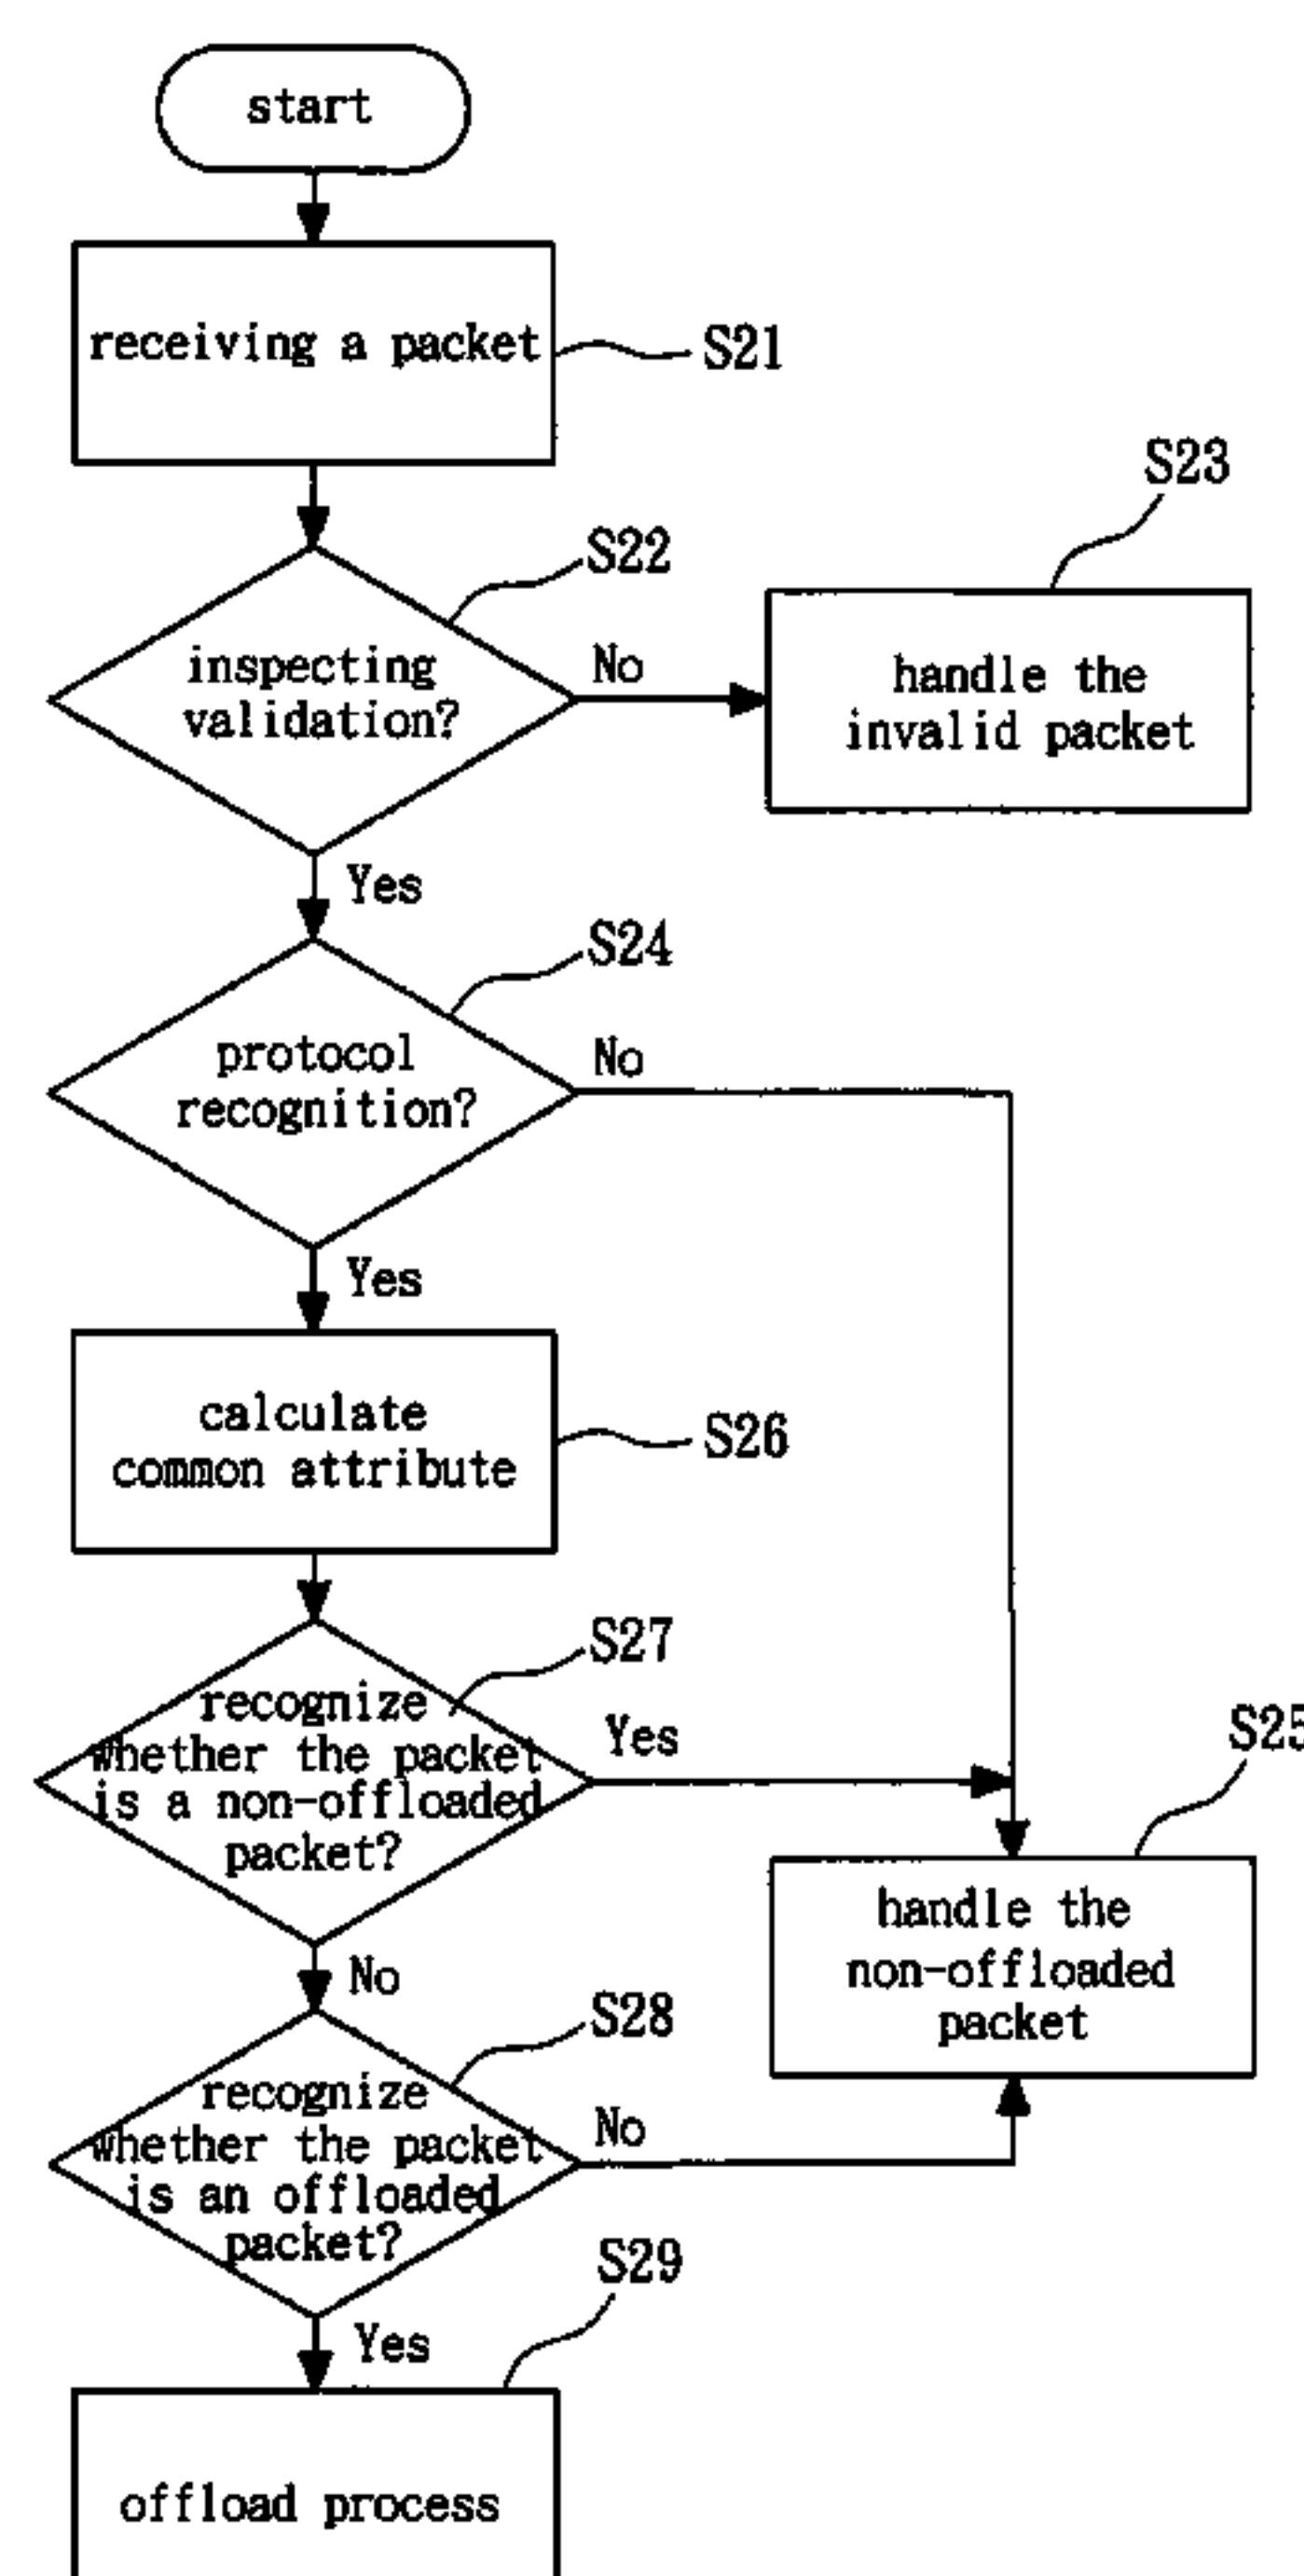 start
receiving a packet
S21
S23
S22
inspecting
validation?
No
handle the
invalid packet
Yes
S24
protocol
recognition?
No
Yes
calculate
common attribute
S26
S27
recognize
whether the packet
is a non-offloaded
packet?
Yes
S25
handle the
non-offloaded
packet
No
S28
recognize
whether the packet
is an offloaded
packet?
No
S29
Yes
offload process